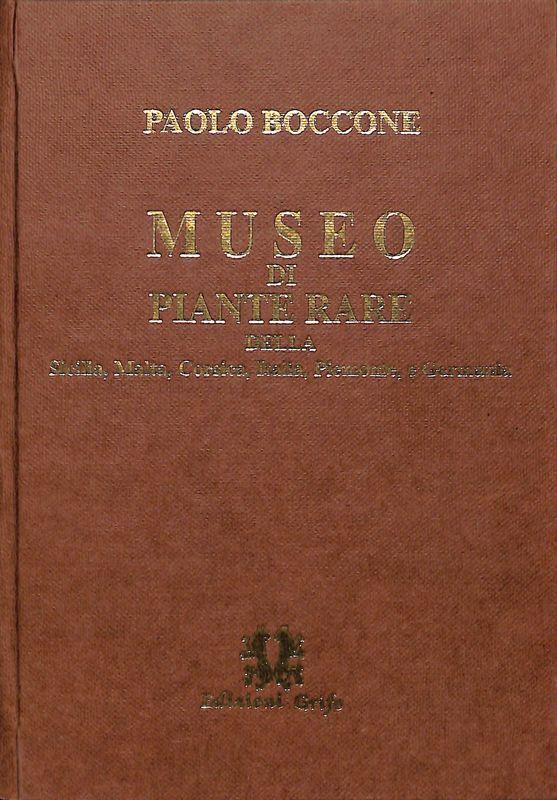 PAOLO BOCCONE
MUSEO
DI
PIANTE RARE
DELLA
Sicilia, Malta, Corsica, Italia, Piemonte, e Germania
Edizioni Grifo